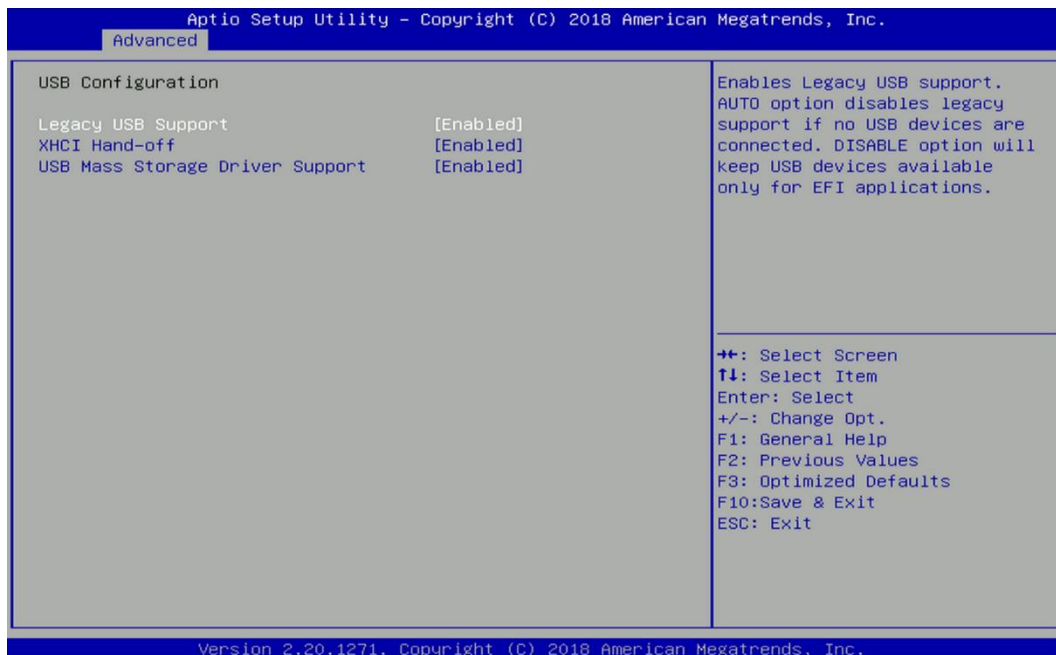 Aptio Setup Utility – Copyright (C) 2018 American Megatrends, Inc.
Advanced
USB Configuration
Legacy USB Support [Enabled]
XHCI Hand-off [Enabled]
USB Mass Storage Driver Support [Enabled]
Enables Legacy USB support.
AUTO option disables legacy
support if no USB devices are
connected. DISABLE option will
keep USB devices available
only for EFI applications.
→←: Select Screen
↑↓: Select Item
Enter: Select
+/-: Change Opt.
F1: General Help
F2: Previous Values
F3: Optimized Defaults
F10:Save & Exit
ESC: Exit
Version 2.20.1271. Copyright (C) 2018 American Megatrends, Inc.